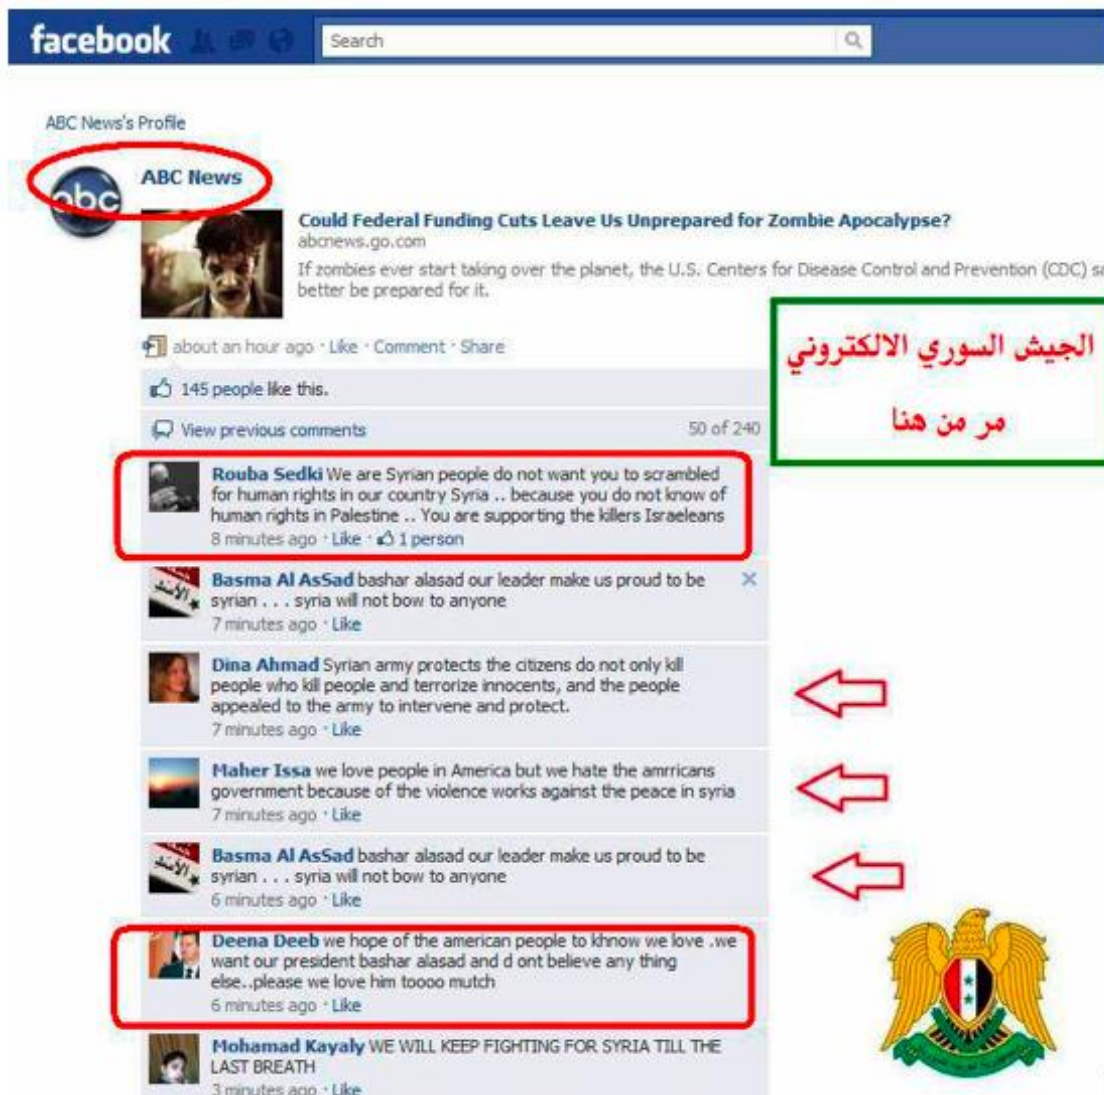 facebook
Search
ABC News's Profile
abc
ABC News
Could Federal Funding Cuts Leave Us Unprepared for Zombie Apocalypse?
abcnews.go.com
If zombies ever start taking over the planet, the U.S. Centers for Disease Control and Prevention (CDC) sa
better be prepared for it.
about an hour ago · Like · Comment · Share
الجيش السوري الالكتروني
مر من هنا
145 people like this.
View previous comments
50 of 240
Rouba Sedki We are Syrian people do not want you to scrambled
for human rights in our country Syria .. because you do not know of
human rights in Palestine .. You are supporting the killers Israeleans
8 minutes ago · Like · 1 person
Basma Al AsSad bashar alasad our leader make us proud to be
syrian . . . syria will not bow to anyone
7 minutes ago · Like
Dina Ahmad Syrian army protects the citizens do not only kill
people who kill people and terrorize innocents, and the people
appealed to the army to intervene and protect.
7 minutes ago · Like
Maher Issa we love people in America but we hate the amrricans
government because of the violence works against the peace in syria
7 minutes ago · Like
Basma Al AsSad bashar alasad our leader make us proud to be
syrian . . . syria will not bow to anyone
6 minutes ago · Like
Deena Deeb we hope of the american people to khnow we love .we
want our president bashar alasad and d ont believe any thing
else..please we love him toooo mutch
6 minutes ago · Like
Mohamad Kayaly WE WILL KEEP FIGHTING FOR SYRIA TILL THE
LAST BREATH
3 minutes ago · Like